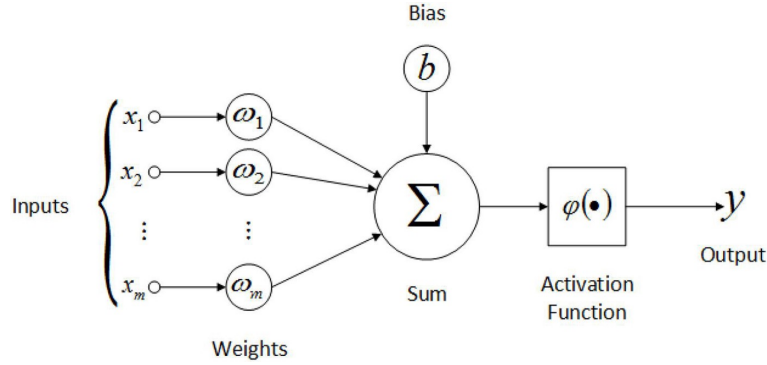 Bias
b
x₁ ω₁
x₂ ω₂
Inputs
⋮ ⋮
Σ φ(•) y
Output
xₘ ωₘ
Sum
Activation
Function
Weights